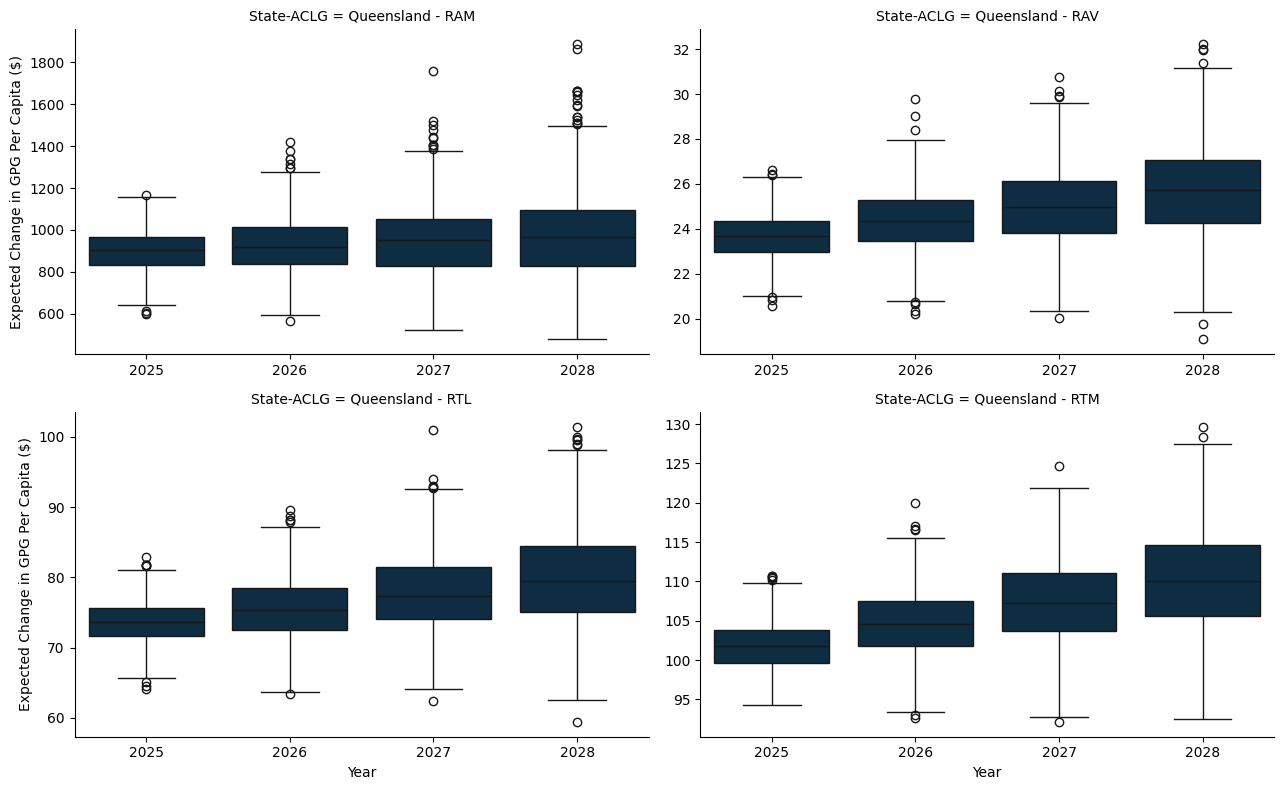 State-ACLG = Queensland - RAM
Expected Change in GPG Per Capita ($)
1800
1600
1400
1200
1000
800
600
2025 2026 2027 2028
State-ACLG = Queensland - RAV
32
30
28
26
24
22
20
2025 2026 2027 2028
State-ACLG = Queensland - RTL
Expected Change in GPG Per Capita ($)
100
90
80
70
60
2025 2026 2027 2028
Year
State-ACLG = Queensland - RTM
130
125
120
115
110
105
100
95
2025 2026 2027 2028
Year